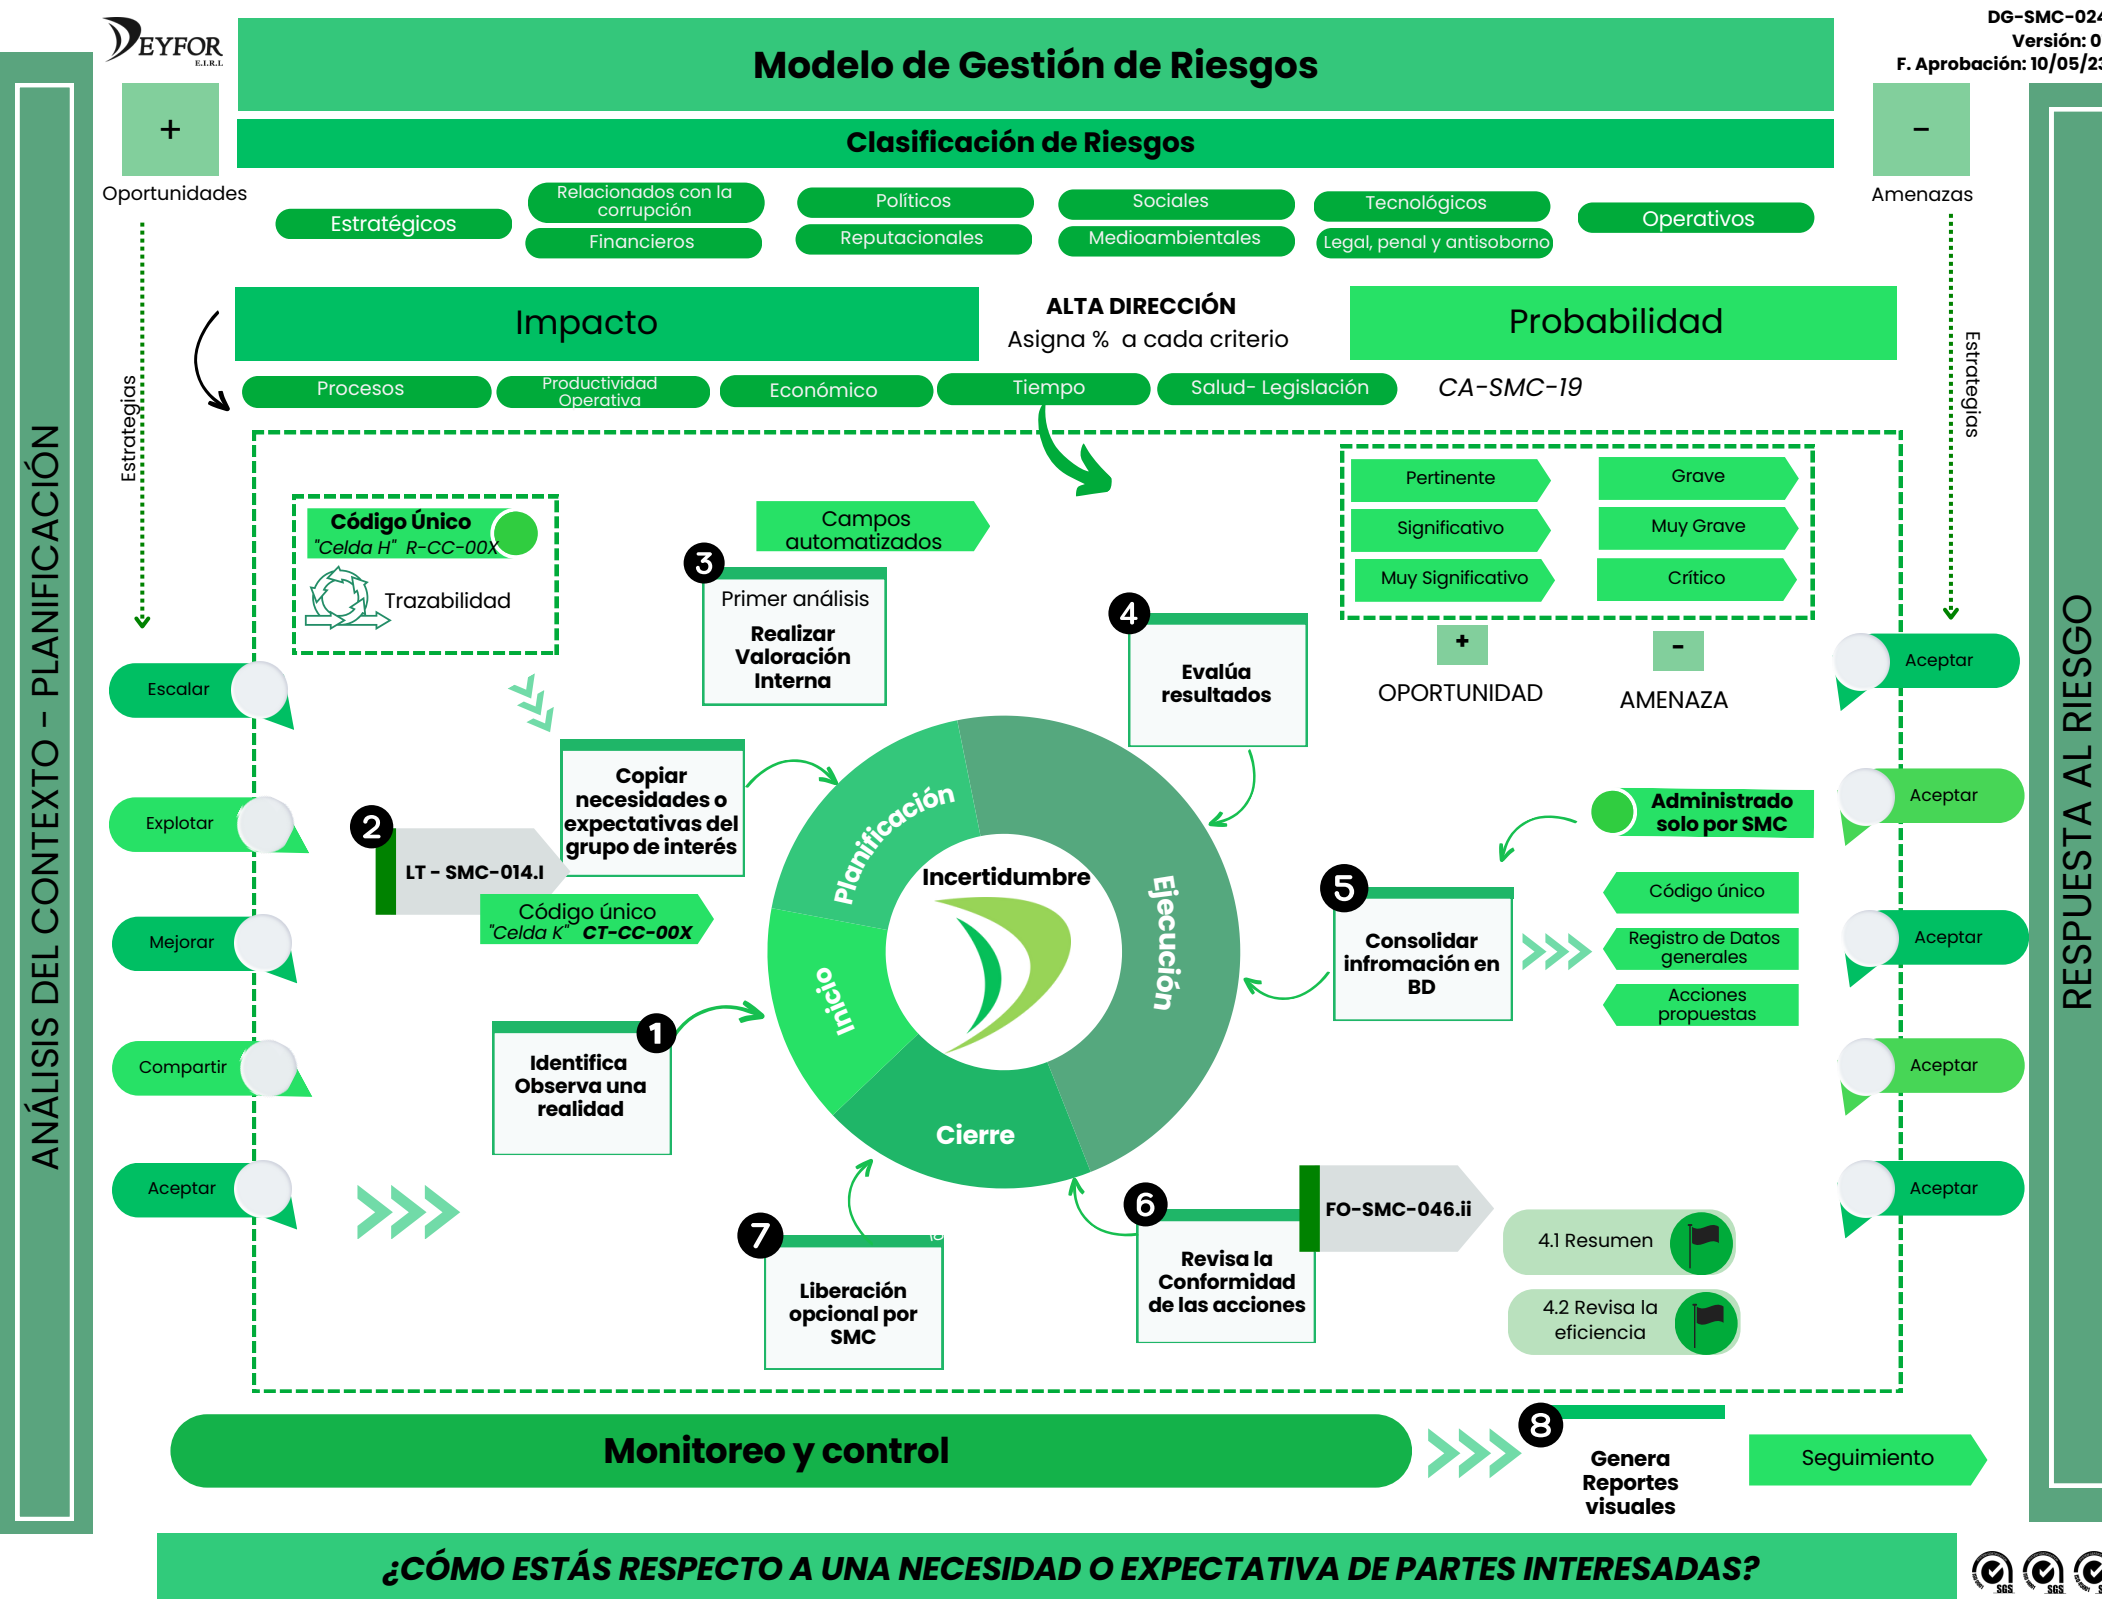 DEYFOR
E.I.R.L
Modelo de Gestión de Riesgos
DG-SMC-024
Versión: 0
F. Aprobación: 10/05/23
+
Oportunidades
Clasificación de Riesgos
-
Amenazas
Estratégicos
Relacionados con la
corrupción
Financieros
Políticos
Reputacionales
Sociales
Medioambientales
Tecnológicos
Legal, penal y antisoborno
Operativos
Impacto
ALTA DIRECCIÓN
Asigna % a cada criterio
Probabilidad
Procesos
Productividad
Operativa
Económico
Tiempo
Salud- Legislación
CA-SMC-19
Estrategias
Estrategias
ANÁLISIS DEL CONTEXTO - PLANIFICACIÓN
RESPUESTA AL RIESGO
Código Único
"Celda H" R-CC-00X
Trazabilidad
Campos
automatizados
3
Primer análisis
Realizar
Valoración
Interna
4
Evalúa
resultados
Pertinente
Significativo
Muy Significativo
Grave
Muy Grave
Crítico
+
OPORTUNIDAD
-
AMENAZA
Escalar
Explotar
Mejorar
Compartir
Aceptar
Aceptar
Aceptar
Aceptar
Aceptar
Aceptar
2
LT - SMC-014.I
Copiar
necesidades o
expectativas del
grupo de interés
Código único
"Celda K" CT-CC-00X
1
Identifica
Observa una
realidad
Planificación
Inicio
Ejecución
Cierre
Incertidumbre
Administrado
solo por SMC
5
Consolidar
infromación en
BD
Código único
Registro de Datos
generales
Acciones
propuestas
6
Revisa la
Conformidad
de las acciones
FO-SMC-046.ii
4.1 Resumen
4.2 Revisa la
eficiencia
7
Liberación
opcional por
SMC
Monitoreo y control
8
Genera
Reportes
visuales
Seguimiento
¿CÓMO ESTÁS RESPECTO A UNA NECESIDAD O EXPECTATIVA DE PARTES INTERESADAS?
SGS
SGS